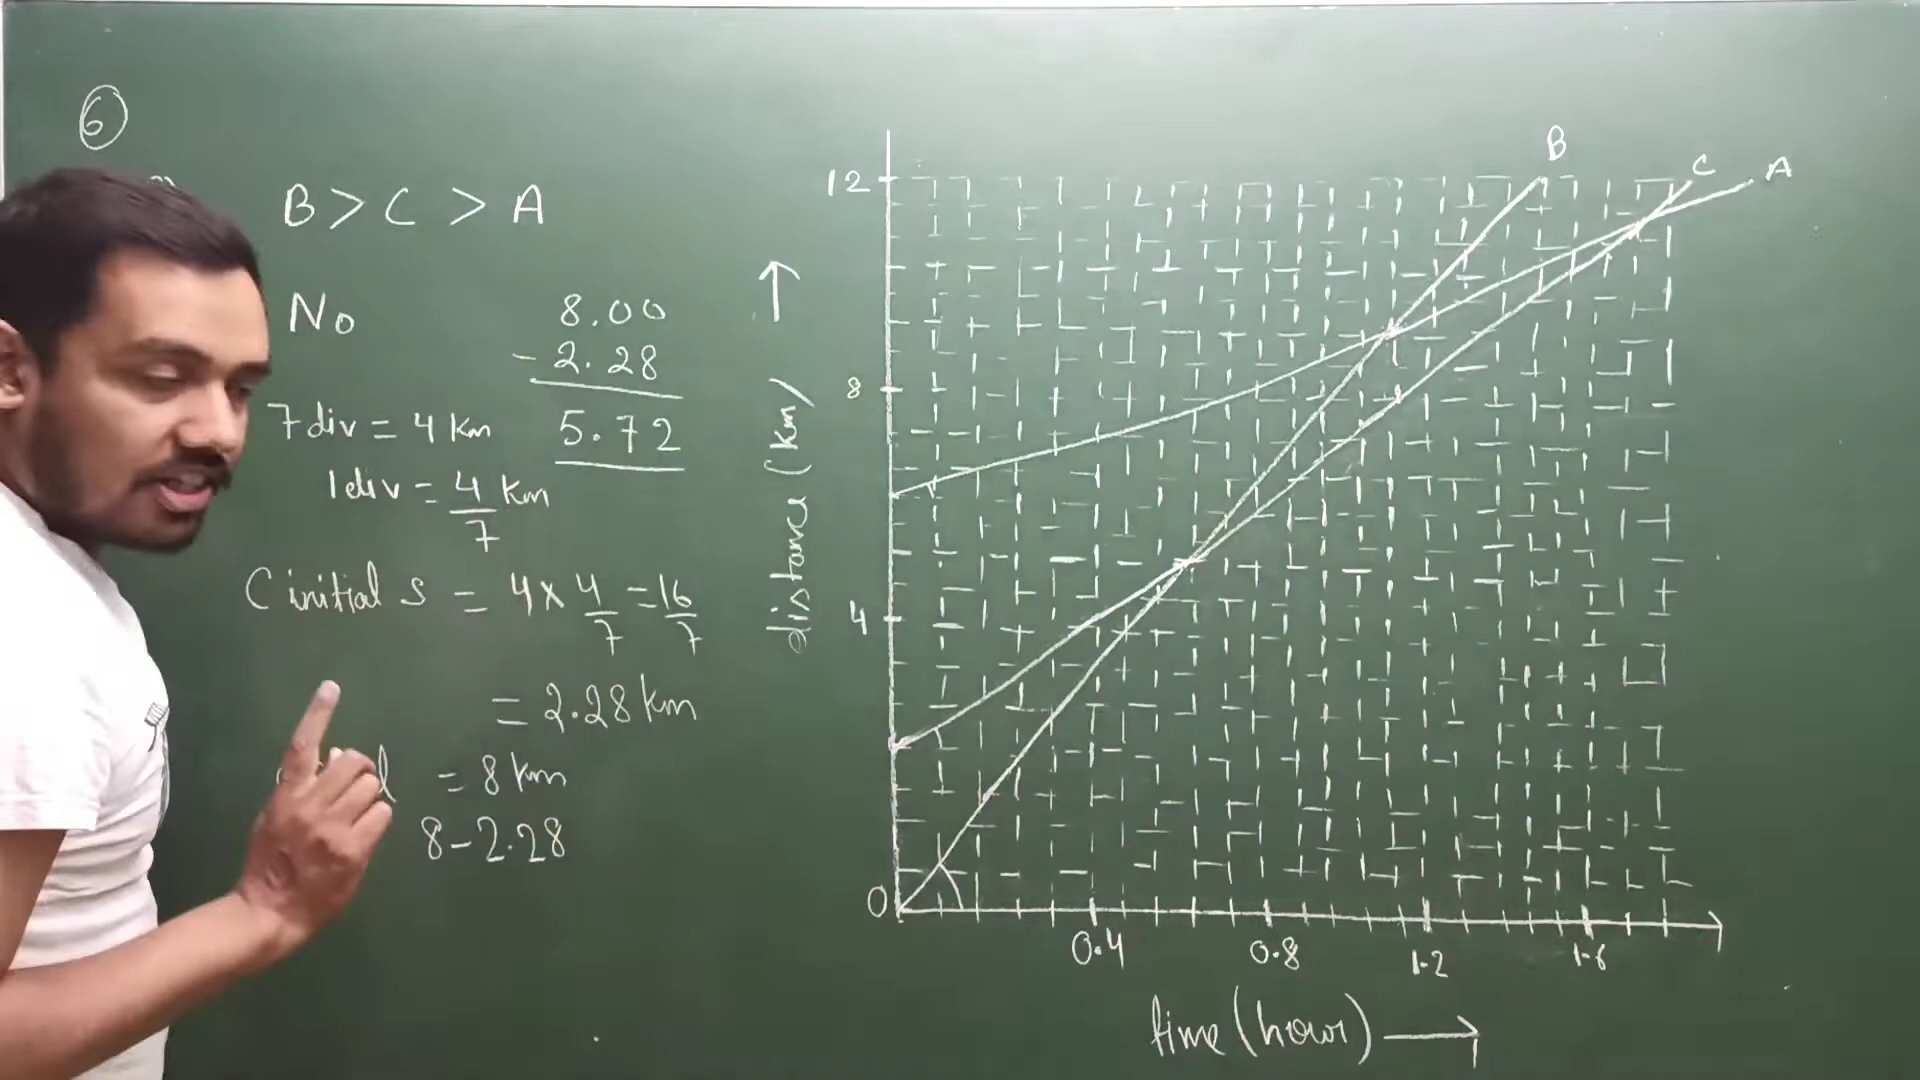 6
B > C > A
No
8.00
- 2.28
5.72
7 div = 4 km
1 div = 4/7 km
C initial s = 4 × 4/7 = 16/7
= 2.28 km
= 8 km
8 - 2.28
B
C
A
12
8
4
0
distance (km)
0.4
0.8
1.2
1.6
time (hour)